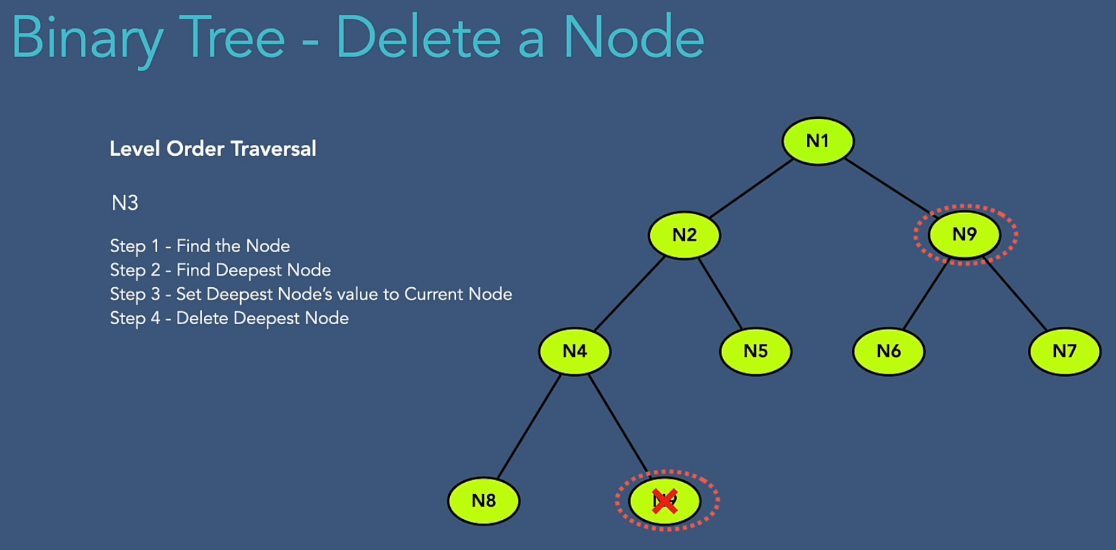 Binary Tree - Delete a Node
Level Order Traversal
N3
Step 1 - Find the Node
Step 2 - Find Deepest Node
Step 3 - Set Deepest Node's value to Current Node
Step 4 - Delete Deepest Node
N1
N2
N9
N4
N5
N6
N7
N8
N9